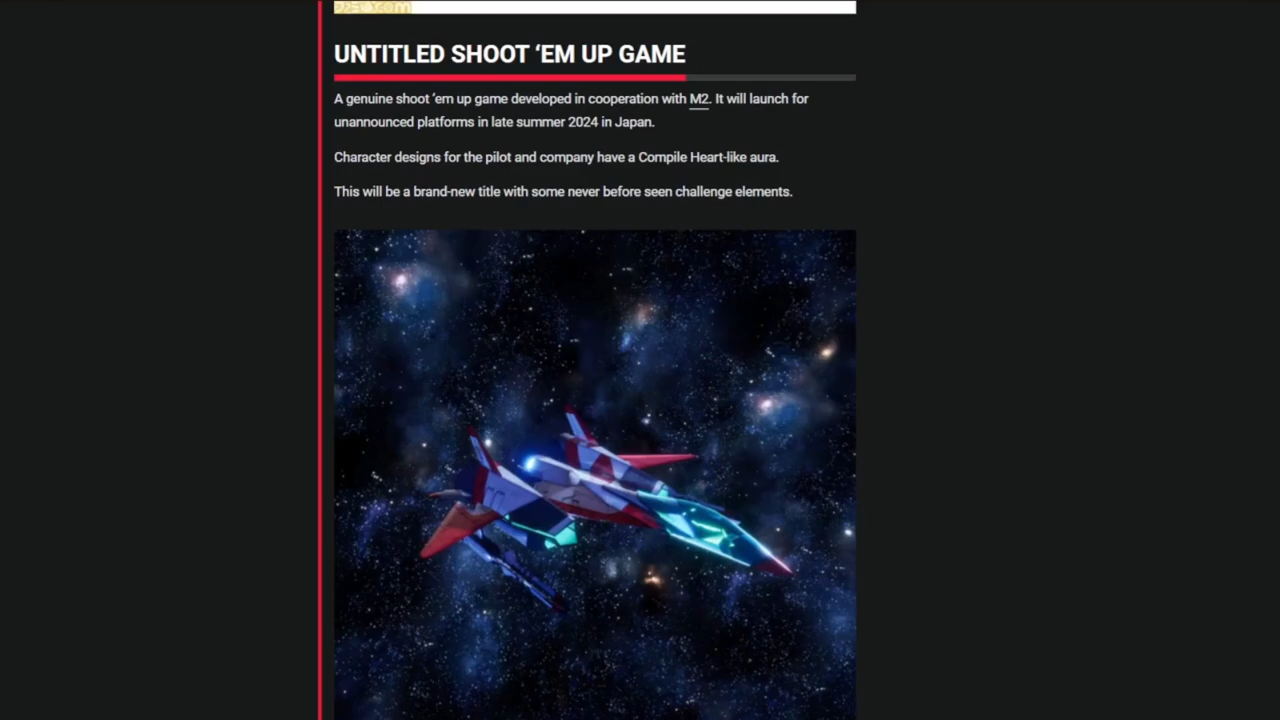 UNTITLED SHOOT ‘EM UP GAME
A genuine shoot ’em up game developed in cooperation with M2. It will launch for
unannounced platforms in late summer 2024 in Japan.
Character designs for the pilot and company have a Compile Heart-like aura.
This will be a brand-new title with some never before seen challenge elements.